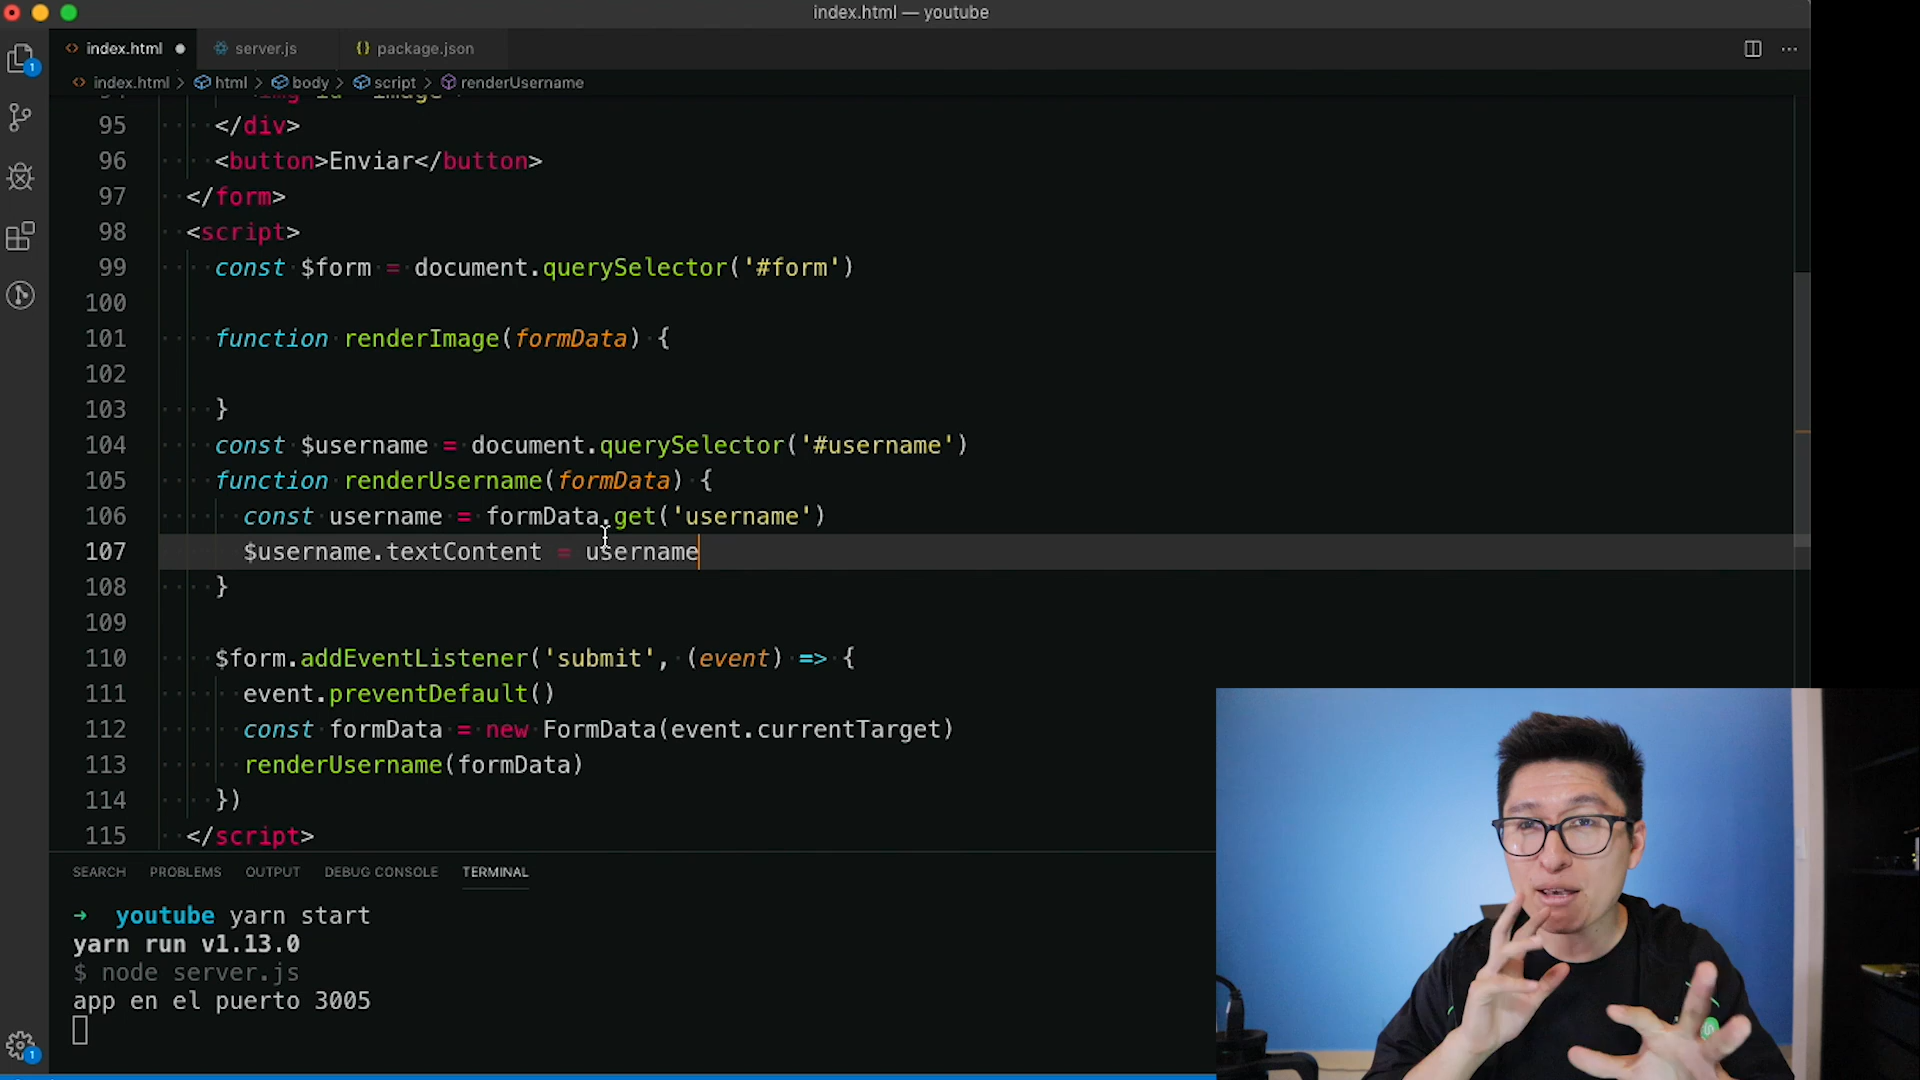 index.html — youtube
index.html server.js package.json
index.html > html > body > script > renderUsername
95 </div>
96 <button>Enviar</button>
97 </form>
98 <script>
99 const $form = document.querySelector('#form')
100
101 function renderImage(formData) {
102
103 }
104 const $username = document.querySelector('#username')
105 function renderUsername(formData) {
106 const username = formData.get('username')
107 $username.textContent = username
108 }
109
110 $form.addEventListener('submit', (event) => {
111 event.preventDefault()
112 const formData = new FormData(event.currentTarget)
113 renderUsername(formData)
114 })
115 </script>
SEARCH PROBLEMS OUTPUT DEBUG CONSOLE TERMINAL
→ youtube yarn start
yarn run v1.13.0
$ node server.js
app en el puerto 3005
1
1